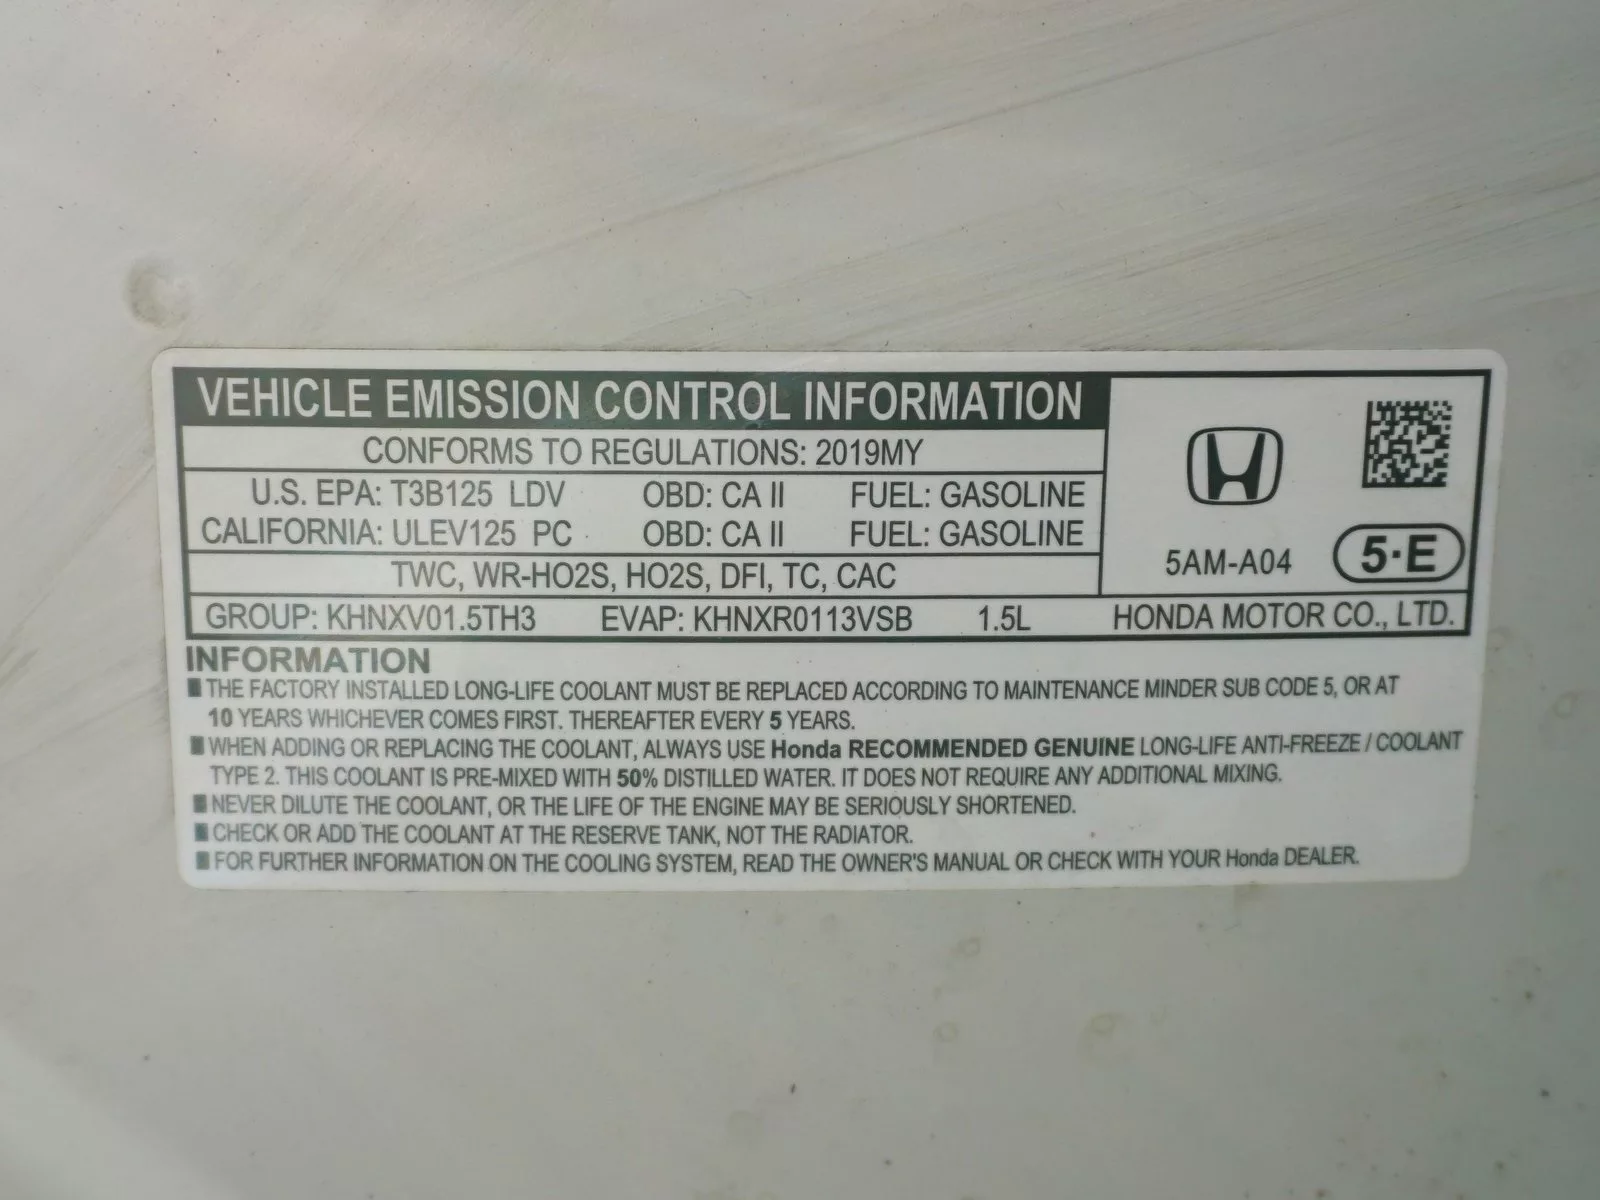 VEHICLE EMISSION CONTROL INFORMATION
CONFORMS TO REGULATIONS: 2019MY
U.S. EPA: T3B125 LDV OBD: CA II FUEL: GASOLINE
CALIFORNIA: ULEV125 PC OBD: CA II FUEL: GASOLINE
TWC, WR-HO2S, HO2S, DFI, TC, CAC
5AM-A04 5·E
GROUP: KHNXV01.5TH3 EVAP: KHNXR0113VSB 1.5L HONDA MOTOR CO., LTD.
INFORMATION
■ THE FACTORY INSTALLED LONG-LIFE COOLANT MUST BE REPLACED ACCORDING TO MAINTENANCE MINDER SUB CODE 5, OR AT
10 YEARS WHICHEVER COMES FIRST. THEREAFTER EVERY 5 YEARS.
■ WHEN ADDING OR REPLACING THE COOLANT, ALWAYS USE Honda RECOMMENDED GENUINE LONG-LIFE ANTI-FREEZE / COOLANT
TYPE 2. THIS COOLANT IS PRE-MIXED WITH 50% DISTILLED WATER. IT DOES NOT REQUIRE ANY ADDITIONAL MIXING.
■ NEVER DILUTE THE COOLANT, OR THE LIFE OF THE ENGINE MAY BE SERIOUSLY SHORTENED.
■ CHECK OR ADD THE COOLANT AT THE RESERVE TANK, NOT THE RADIATOR.
■ FOR FURTHER INFORMATION ON THE COOLING SYSTEM, READ THE OWNER'S MANUAL OR CHECK WITH YOUR Honda DEALER.